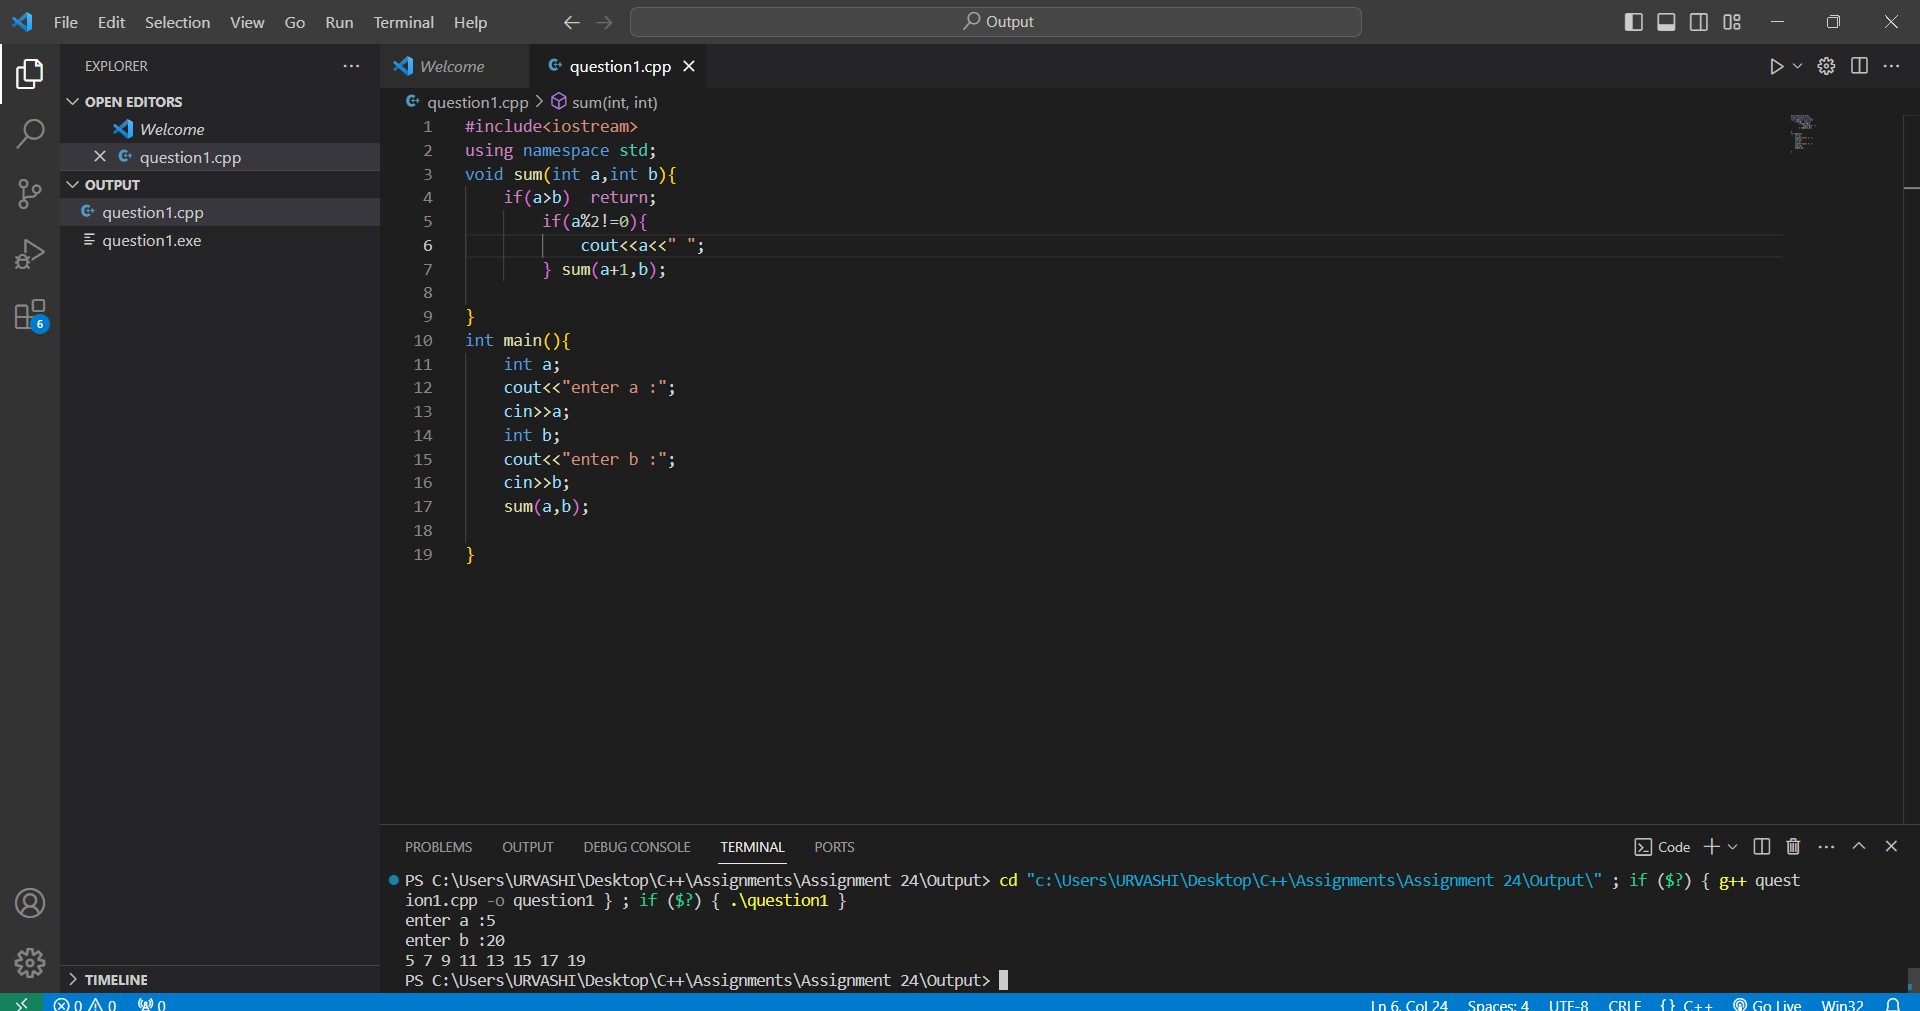 File Edit Selection View Go Run Terminal Help Output
EXPLORER
OPEN EDITORS
Welcome
question1.cpp
OUTPUT
question1.cpp
question1.exe
6
TIMELINE
Welcome question1.cpp
question1.cpp > sum(int, int)
1 #include<iostream>
2 using namespace std;
3 void sum(int a,int b){
4 if(a>b)  return;
5 if(a%2!=0){
6 cout<<a<<" ";
7 } sum(a+1,b);
8
9 }
10 int main(){
11 int a;
12 cout<<"enter a :";
13 cin>>a;
14 int b;
15 cout<<"enter b :";
16 cin>>b;
17 sum(a,b);
18
19 }
PROBLEMS OUTPUT DEBUG CONSOLE TERMINAL PORTS Code
PS C:\Users\URVASHI\Desktop\C++\Assignments\Assignment 24\Output> cd "c:\Users\URVASHI\Desktop\C++\Assignments\Assignment 24\Output\" ; if ($?) { g++ quest
ion1.cpp -o question1 } ; if ($?) { .\question1 }
enter a :5
enter b :20
5 7 9 11 13 15 17 19
PS C:\Users\URVASHI\Desktop\C++\Assignments\Assignment 24\Output>
0 0 0 Ln 6, Col 24 Spaces: 4 UTF-8 CRLF {} C++ Go Live Win32